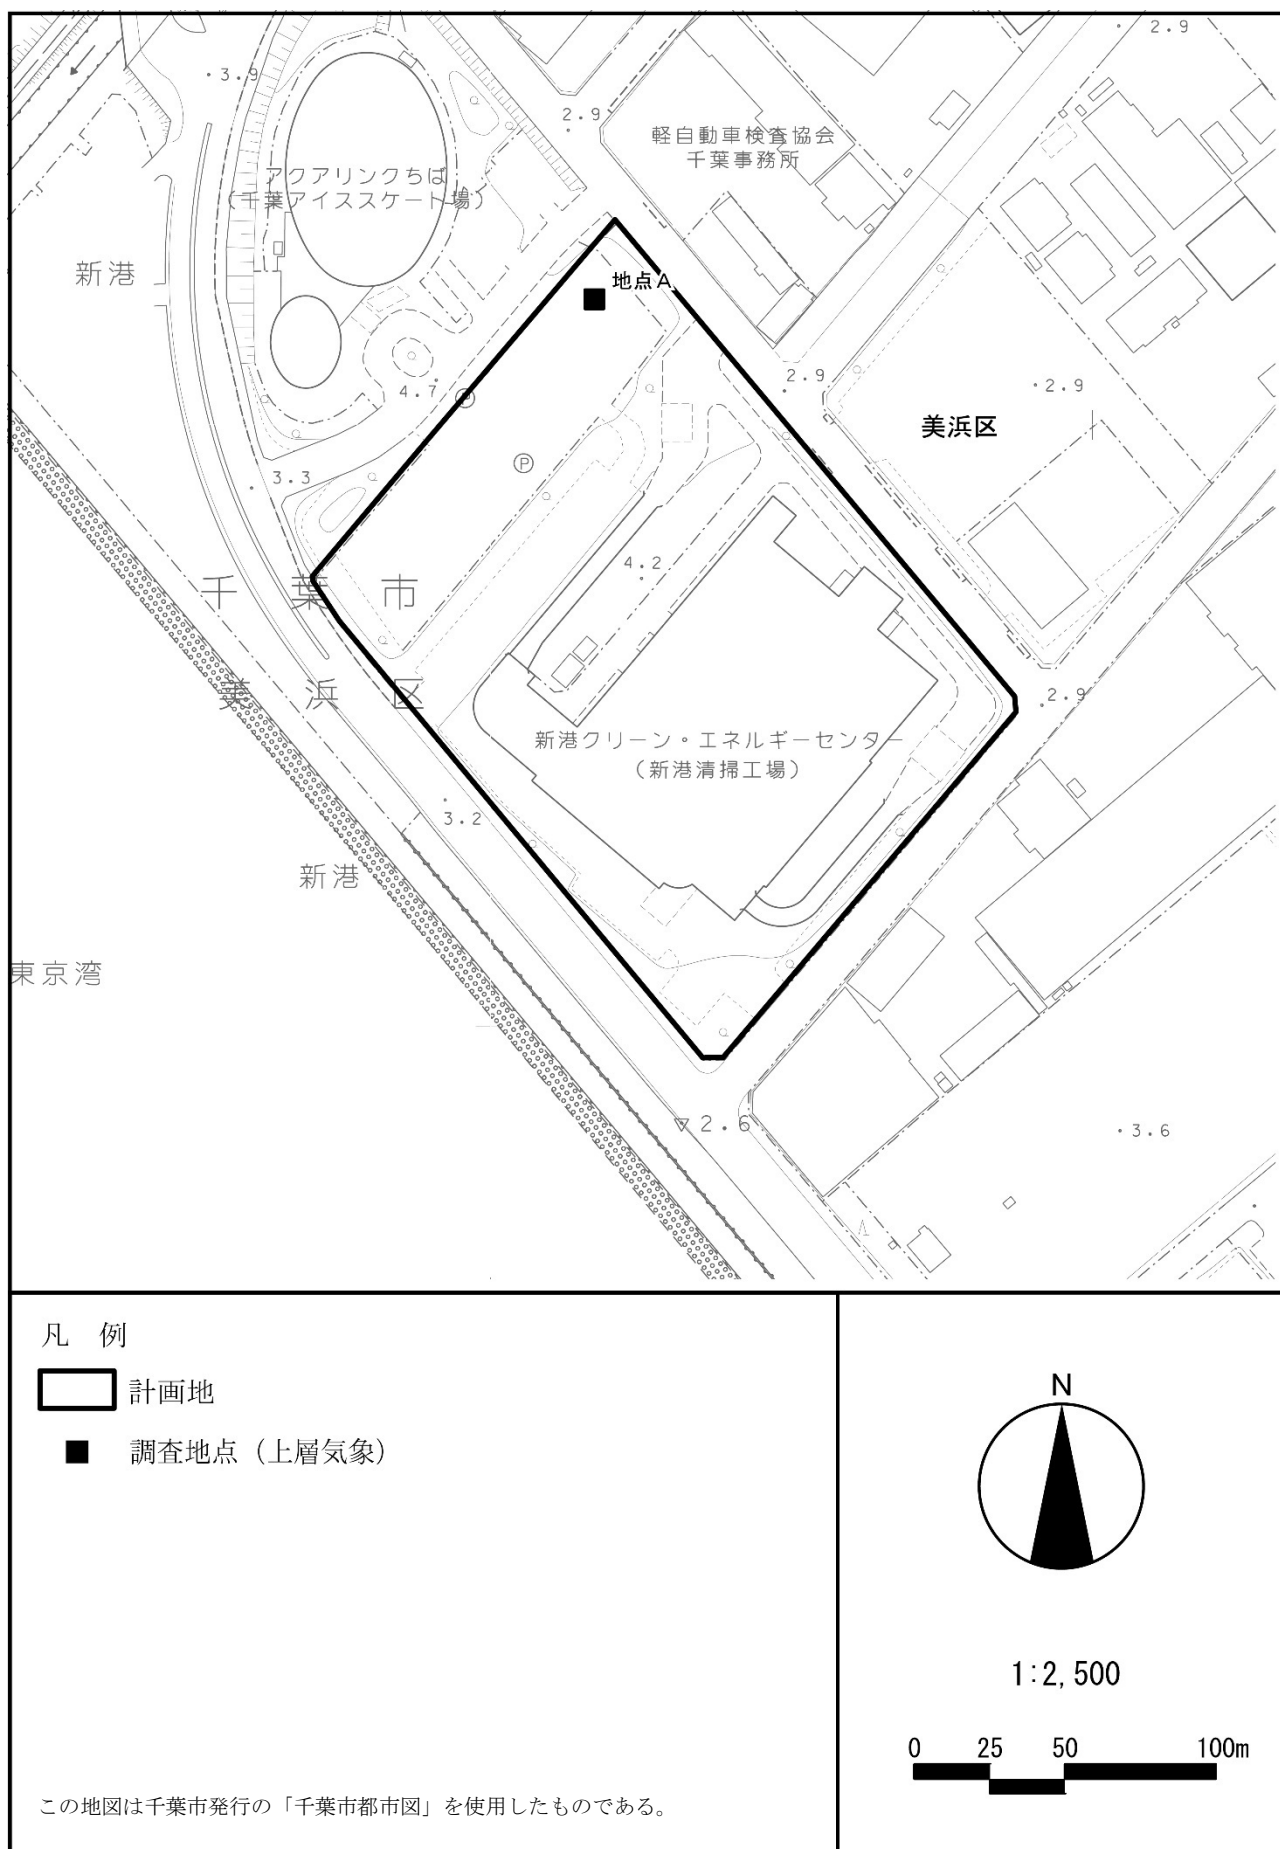 2.9
3.9
2.9
軽自動車検査協会
千葉事務所
アクアリンクちば
(千葉アイススケート場)
新港
地点A
2.9
2.9
4.7
P
美浜区
P
3.3
4.2
千葉市
美浜区
2.9
新港クリーン・エネルギーセンター
(新港清掃工場)
3.2
新港
東京湾
2.6
3.6
凡 例
計画地
調査地点(上層気象)
N
1:2,500
0 25 50 100m
この地図は千葉市発行の「千葉市都市図」を使用したものである。